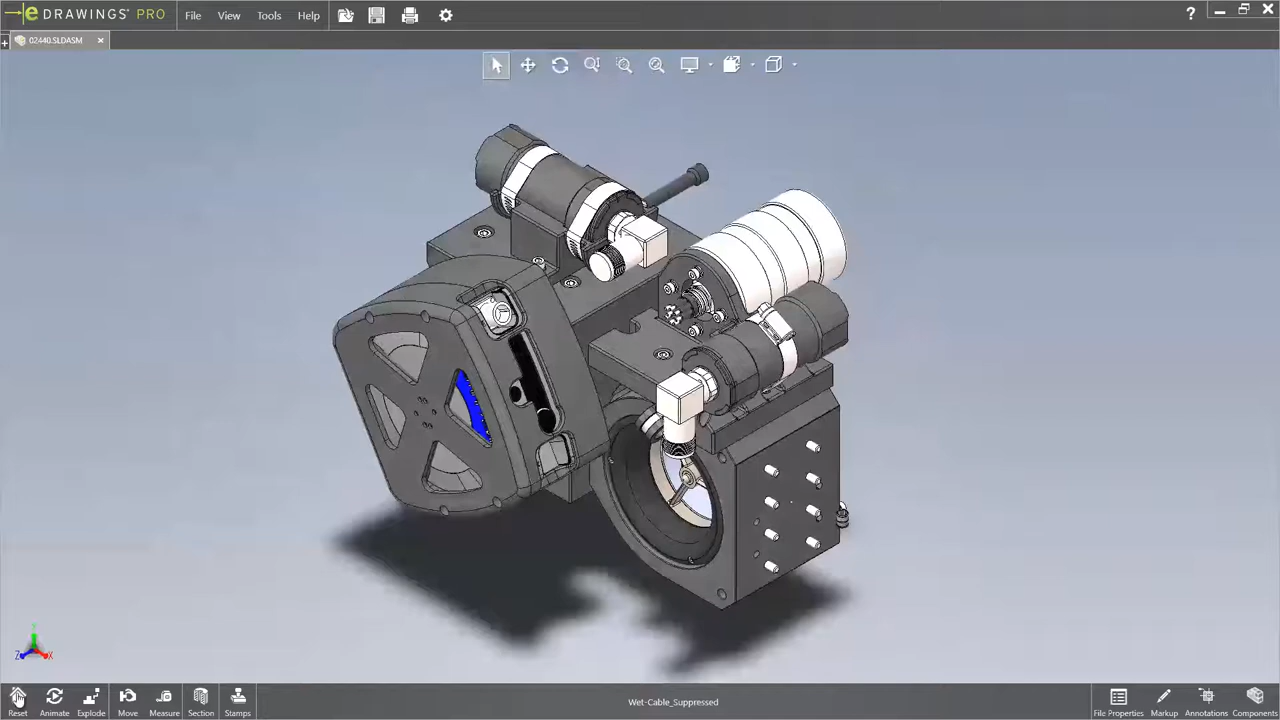 eDRAWINGS PRO File View Tools Help ?
+ 02440.SLDASM ×
Y
Z X
Reset Animate Explode Move Measure Section Stamps Wet-Cable_Suppressed File Properties Markup Annotations Components